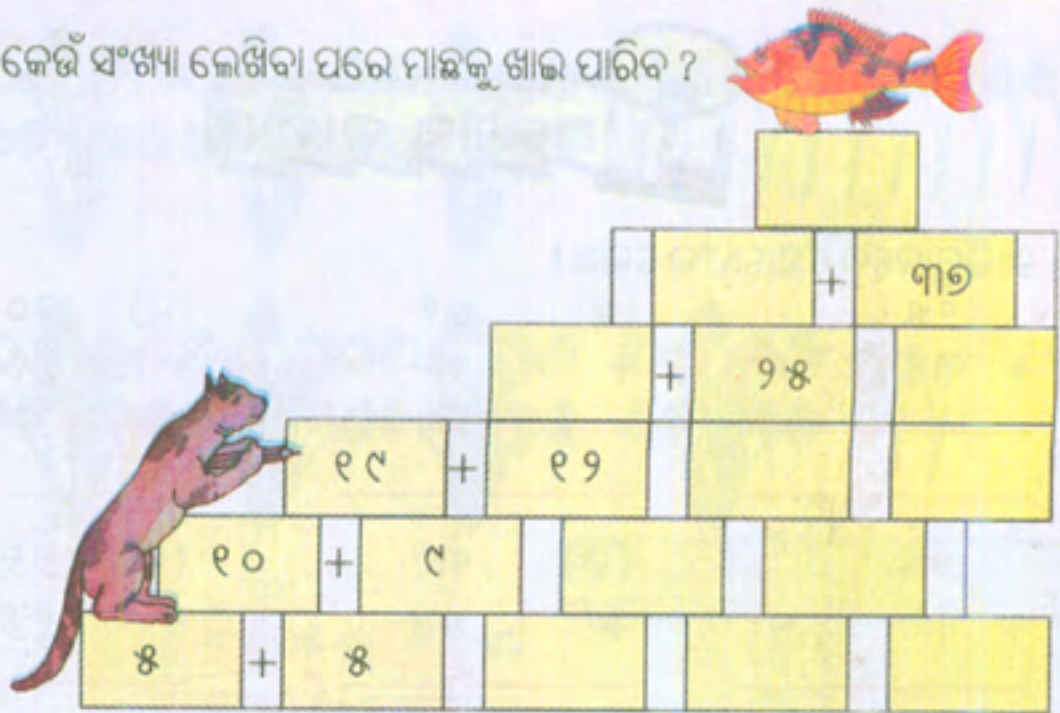 କେଉଁ ସଂଖ୍ୟା ଲେଖିବା ପରେ ମାଛକୁ ଖାଇ ପାରିବ ?
+ ୩୭
+ ୨୫
୧୯ + ୧୨
୧୦ + ୯
୫ + ୫